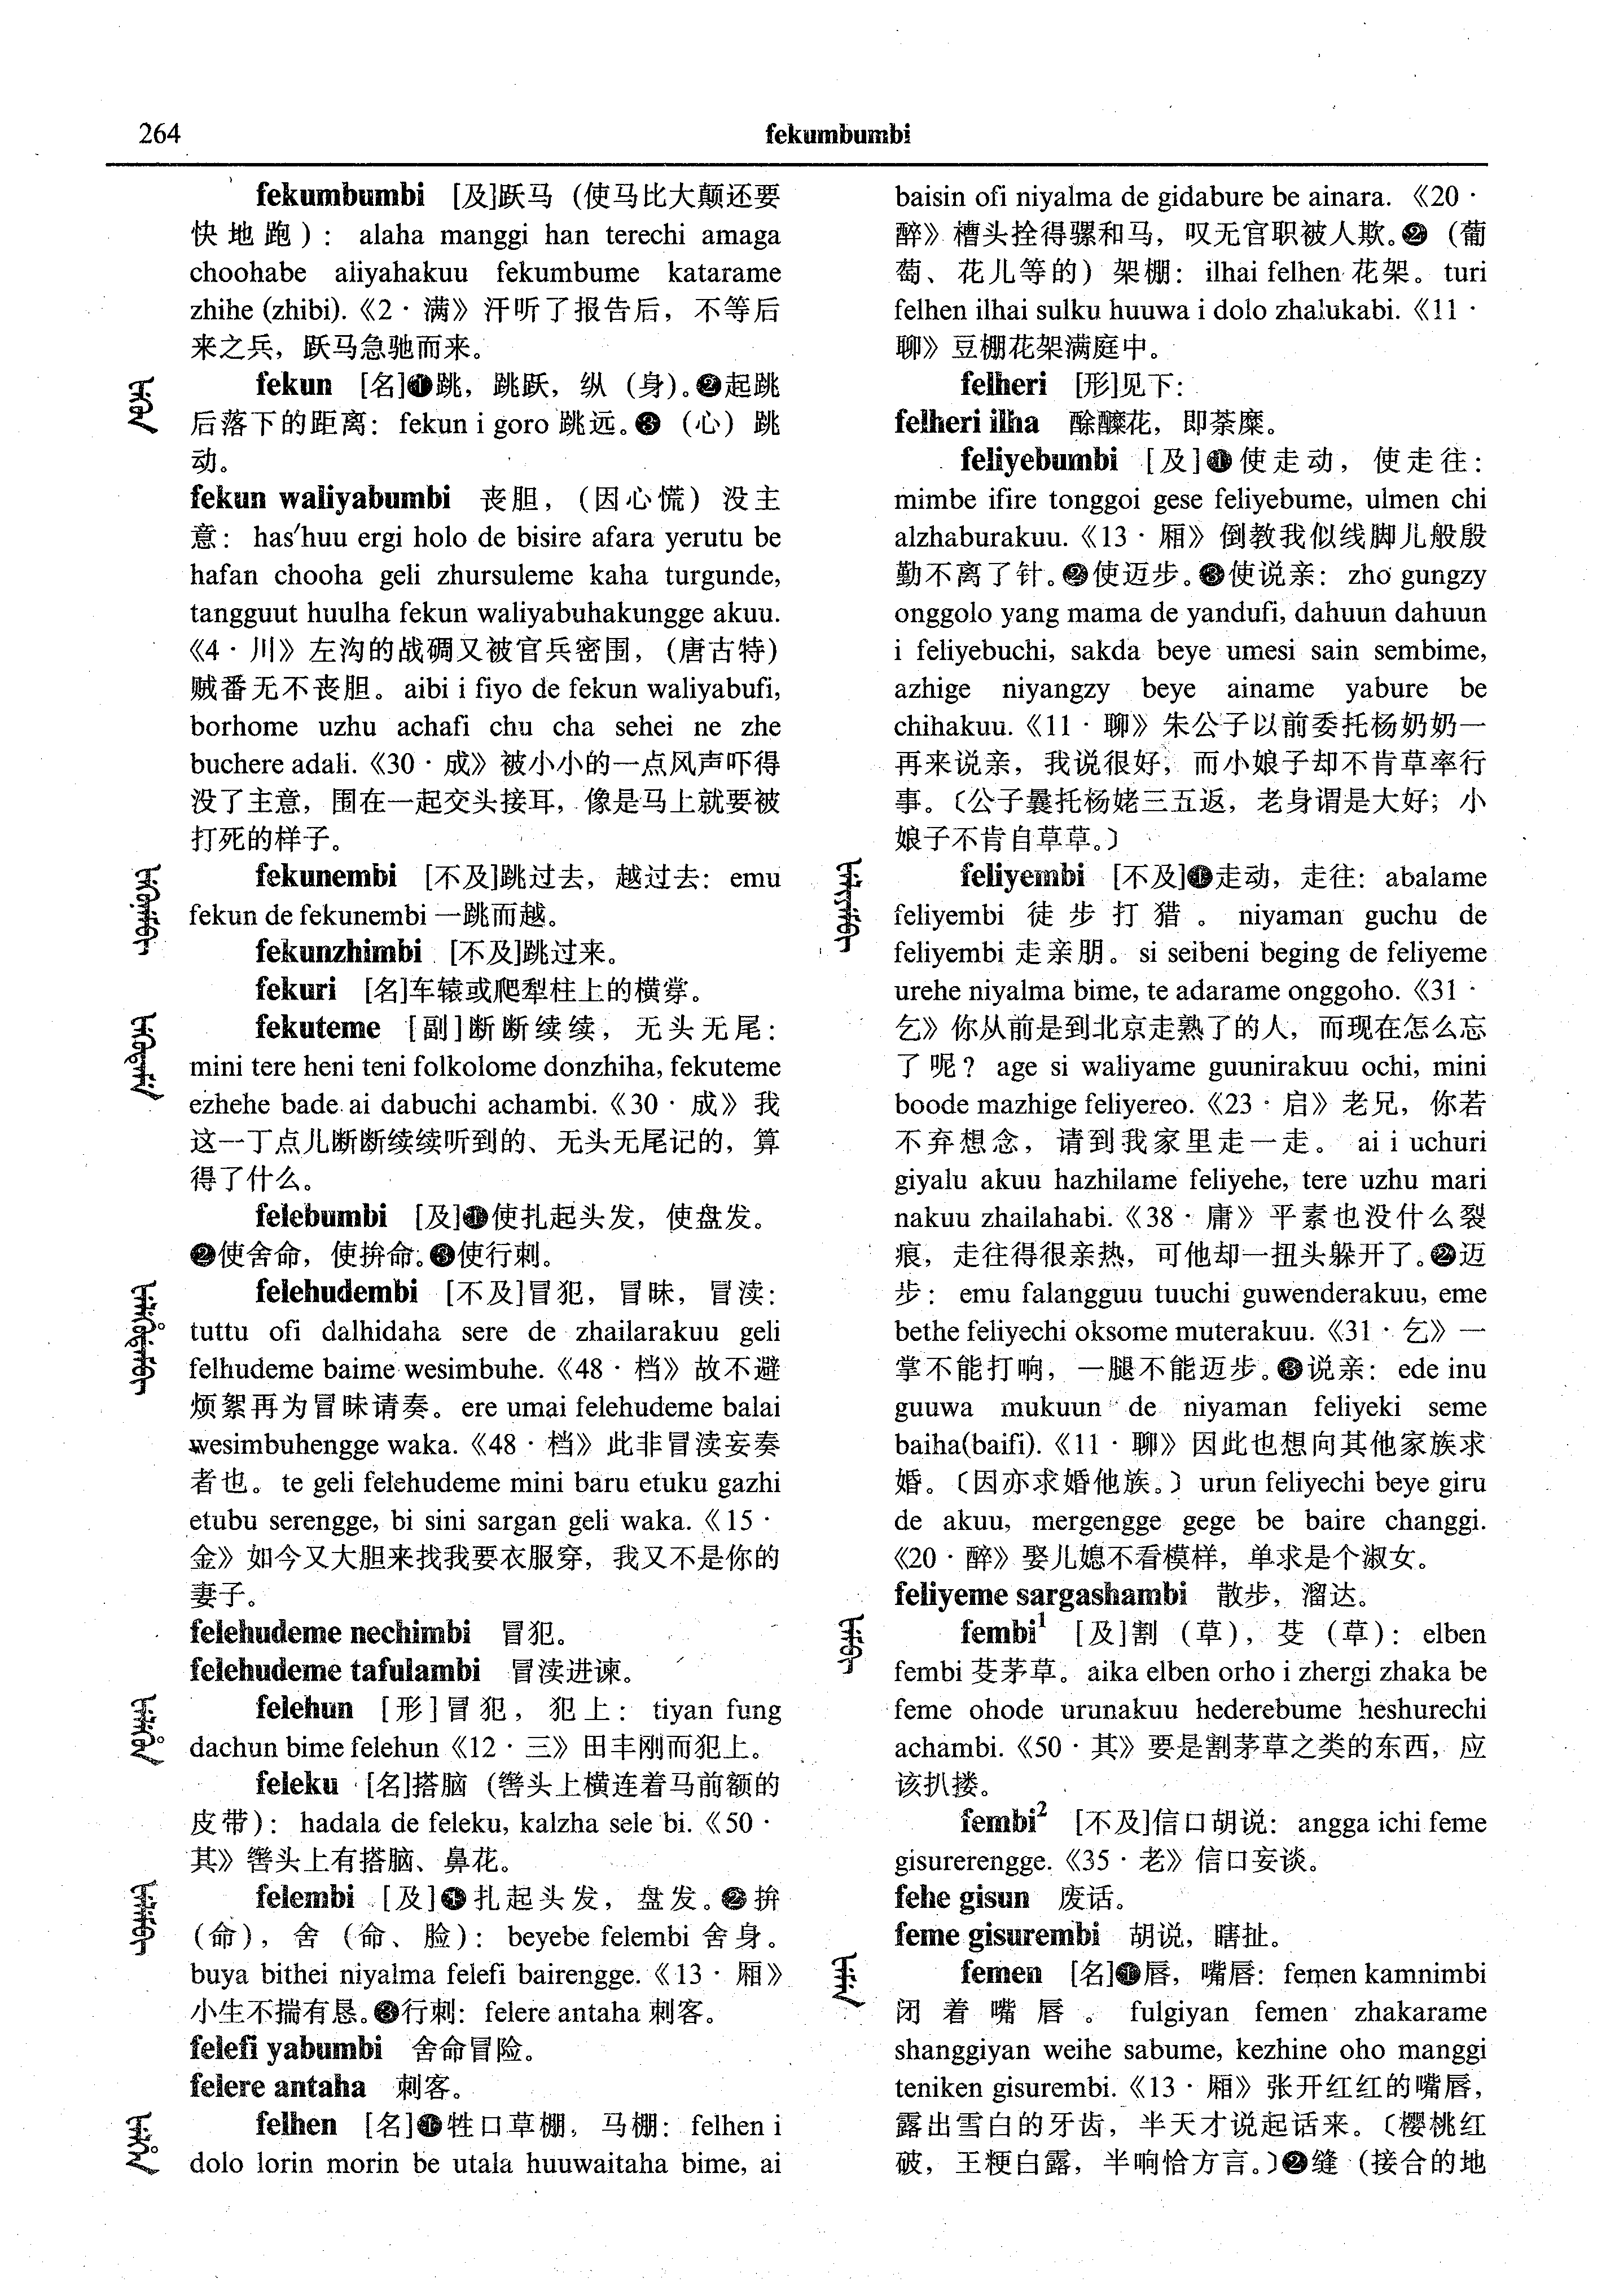 264
fekumbumbi
fekumbumbi [及]跃马（使马比大颠还要
快地跑）: alaha manggi han terechi amaga
choohabe aliyahakuu fekumbume katarame
zhihe (zhibi).《2·满》汗听了报告后，不等后
来之兵，跃马急驰而来。
fekun [名]❶跳，跳跃，纵（身）。❷起跳
后落下的距离: fekun i goro 跳远。❸（心）跳
动。
fekun waliyabumbi 丧胆，（因心慌）没主
意: has'huu ergi holo de bisire afara yerutu be
hafan chooha geli zhursuleme kaha turgunde,
tangguut huulha fekun waliyabuhakungge akuu.
《4·川》左沟的战碉又被官兵密围，（唐古特）
贼番无不丧胆。aibi i fiyo de fekun waliyabufi,
borhome uzhu achafi chu cha sehei ne zhe
buchere adali.《30·成》被小小的一点风声吓得
没了主意，围在一起交头接耳，像是马上就要被
打死的样子。
fekunembi [不及]跳过去，越过去: emu
fekun de fekunembi 一跳而越。
fekunzhimbi [不及]跳过来。
fekuri [名]车辕或爬犁柱上的横撑。
fekuteme [副]断断续续，无头无尾:
mini tere heni teni folkolome donzhiha, fekuteme
ezhehe bade ai dabuchi achambi.《30·成》我
这一丁点儿断断续续听到的、无头无尾记的，算
得了什么。
felebumbi [及]❶使扎起头发，使盘发。
❷使舍命，使拚命。❸使行刺。
felehudembi [不及]冒犯，冒昧，冒渎:
tuttu ofi dalhidaha sere de zhailarakuu geli
felhudeme baime wesimbuhe.《48·档》故不避
烦絮再为冒昧请奏。ere umai felehudeme balai
wesimbuhengge waka.《48·档》此非冒渎妄奏
者也。te geli felehudeme mini baru etuku gazhi
etubu serengge, bi sini sargan geli waka.《15·
金》如今又大胆来找我要衣服穿，我又不是你的
妻子。
felehudeme nechimbi 冒犯。
felehudeme tafulambi 冒渎进谏。
felehun [形]冒犯，犯上: tiyan fung
dachun bime felehun《12·三》田丰刚而犯上。
feleku [名]搭脑（辔头上横连着马前额的
皮带）: hadala de feleku, kalzha sele bi.《50·
其》辔头上有搭脑、鼻花。
felembi [及]❶扎起头发，盘发。❷拚
（命），舍（命、脸）: beyebe felembi 舍身。
buya bithei niyalma felefi bairengge.《13·厢》
小生不揣有恳。❸行刺: felere antaha 刺客。
felefi yabumbi 舍命冒险。
felere antaha 刺客。
felhen [名]❶牲口草棚，马棚: felhen i
dolo lorin morin be utala huuwaitaha bime, ai
baisin ofi niyalma de gidabure be ainara.《20·
醉》槽头拴得骡和马，叹无官职被人欺。❷（葡
萄、花儿等的）架棚: ilhai felhen 花架。turi
felhen ilhai sulku huuwa i dolo zhalukabi.《11·
聊》豆棚花架满庭中。
felheri [形]见下:
felheri ilha 酴醾花，即荼糜。
feliyebumbi [及]❶使走动，使走往:
mimbe ifire tonggoi gese feliyebume, ulmen chi
alzhaburakuu.《13·厢》倒教我似线脚儿般殷
勤不离了针。❷使迈步。❸使说亲: zho gungzy
onggolo yang mama de yandufi, dahuun dahuun
i feliyebuchi, sakda beye umesi sain sembime,
azhige niyangzy beye ainame yabure be
chihakuu.《11·聊》朱公子以前委托杨奶奶一
再来说亲，我说很好，而小娘子却不肯草率行
事。〔公子曩托杨姥三五返，老身谓是大好；小
娘子不肯自草草。〕
feliyembi [不及]❶走动，走往: abalame
feliyembi 徒步打猎。niyaman guchu de
feliyembi 走亲朋。si seibeni beging de feliyeme
urehe niyalma bime, te adarame onggoho.《31·
乞》你从前是到北京走熟了的人，而现在怎么忘
了呢？age si waliyame guunirakuu ochi, mini
boode mazhige feliyereo.《23·启》老兄，你若
不弃想念，请到我家里走一走。ai i uchuri
giyalu akuu hazhilame feliyehe, tere uzhu mari
nakuu zhailahabi.《38·庸》平素也没什么裂
痕，走往得很亲热，可他却一扭头躲开了。❷迈
步: emu falangguu tuuchi guwenderakuu, eme
bethe feliyechi oksome muterakuu.《31·乞》一
掌不能打响，一腿不能迈步。❸说亲: ede inu
guuwa mukuun de niyaman feliyeki seme
baiha(baifi).《11·聊》因此也想向其他家族求
婚。〔因亦求婚他族。〕urun feliyechi beye giru
de akuu, mergengge gege be baire changgi.
《20·醉》娶儿媳不看模样，单求是个淑女。
feliyeme sargashambi 散步，溜达。
fembi¹ [及]割（草），芟（草）: elben
fembi 芟茅草。aika elben orho i zhergi zhaka be
feme ohode urunakuu hederebume heshurechi
achambi.《50·其》要是割茅草之类的东西，应
该扒搂。
fembi² [不及]信口胡说: angga ichi feme
gisurerengge.《35·老》信口妄谈。
fehe gisun 废话。
feme gisurembi 胡说，瞎扯。
femen [名]❶唇，嘴唇: femen kamnimbi
闭着嘴唇。fulgiyan femen zhakarame
shanggiyan weihe sabume, kezhine oho manggi
teniken gisurembi.《13·厢》张开红红的嘴唇，
露出雪白的牙齿，半天才说起话来。〔樱桃红
破，玉粳白露，半响恰方言。〕❷缝（接合的地